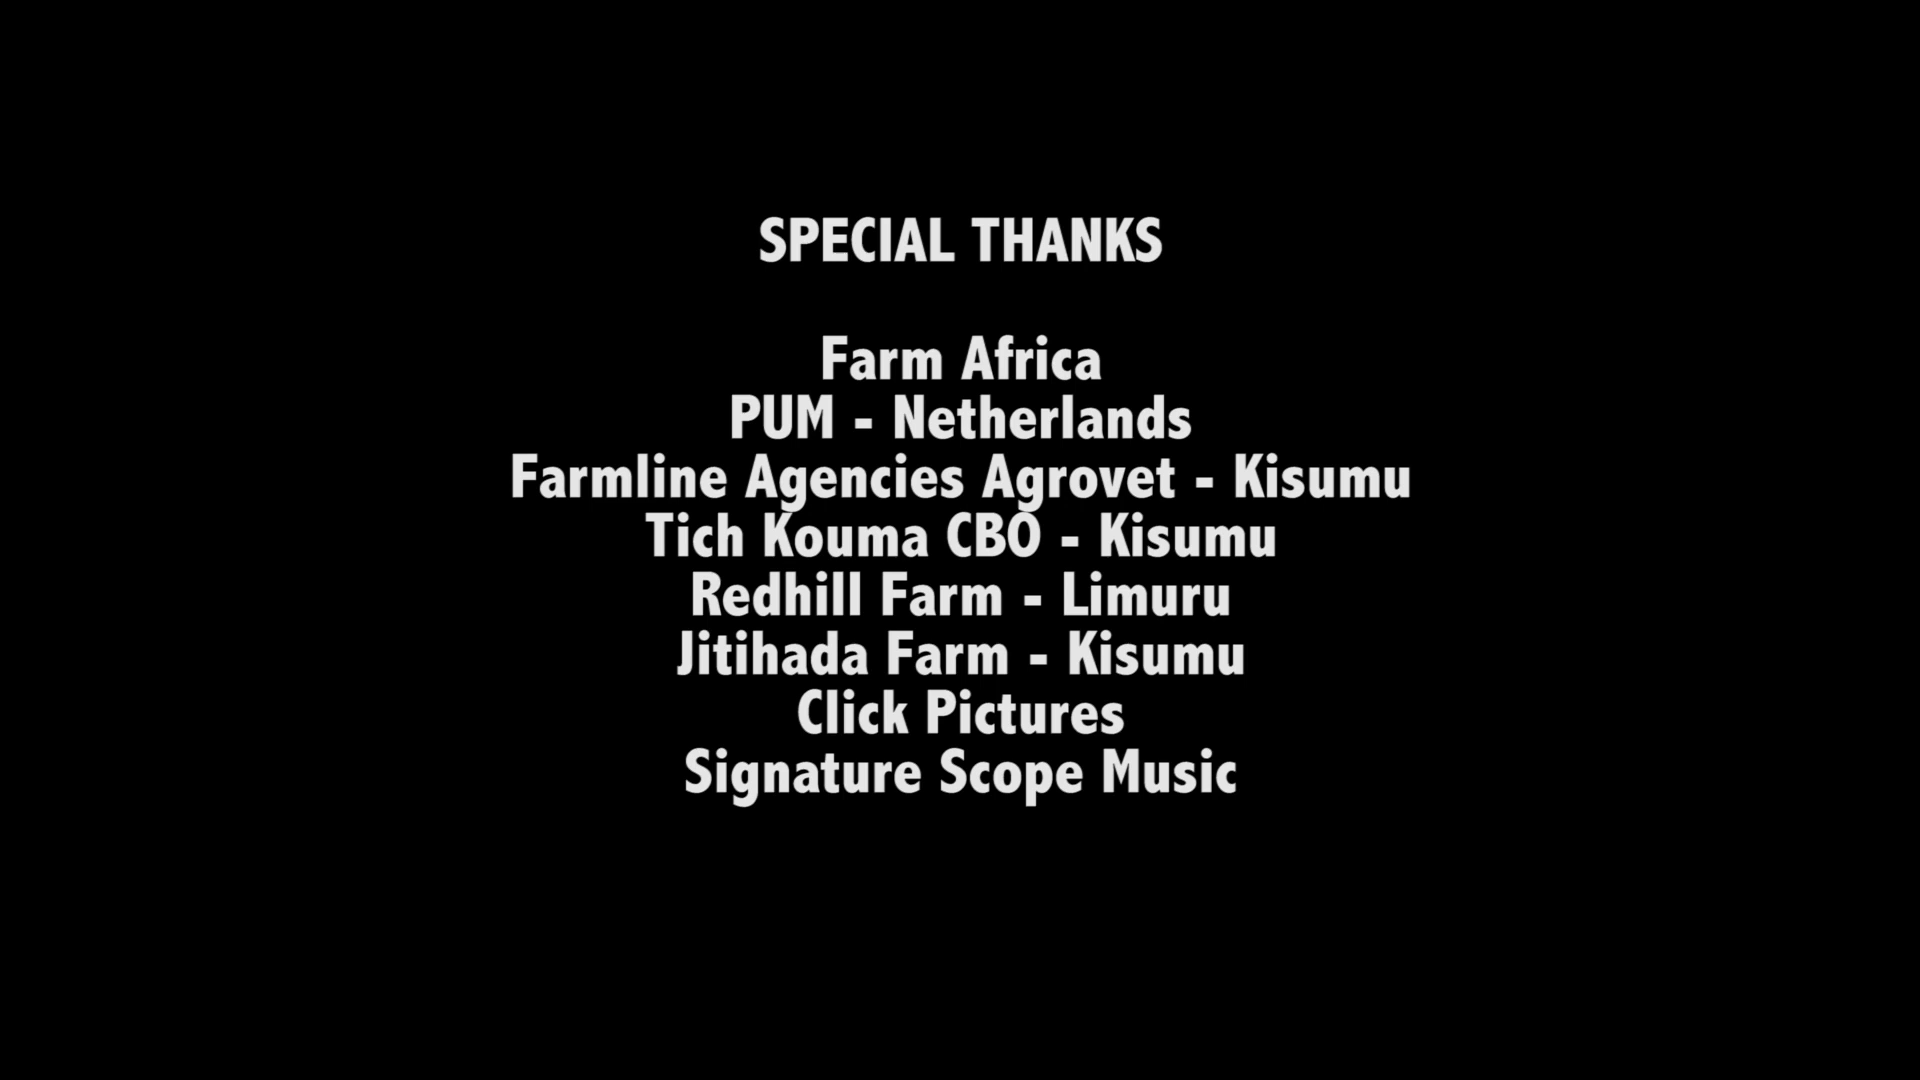 SPECIAL THANKS
Farm Africa
PUM - Netherlands
Farmline Agencies Agrovet - Kisumu
Tich Kouma CBO - Kisumu
Redhill Farm - Limuru
Jitihada Farm - Kisumu
Click Pictures
Signature Scope Music